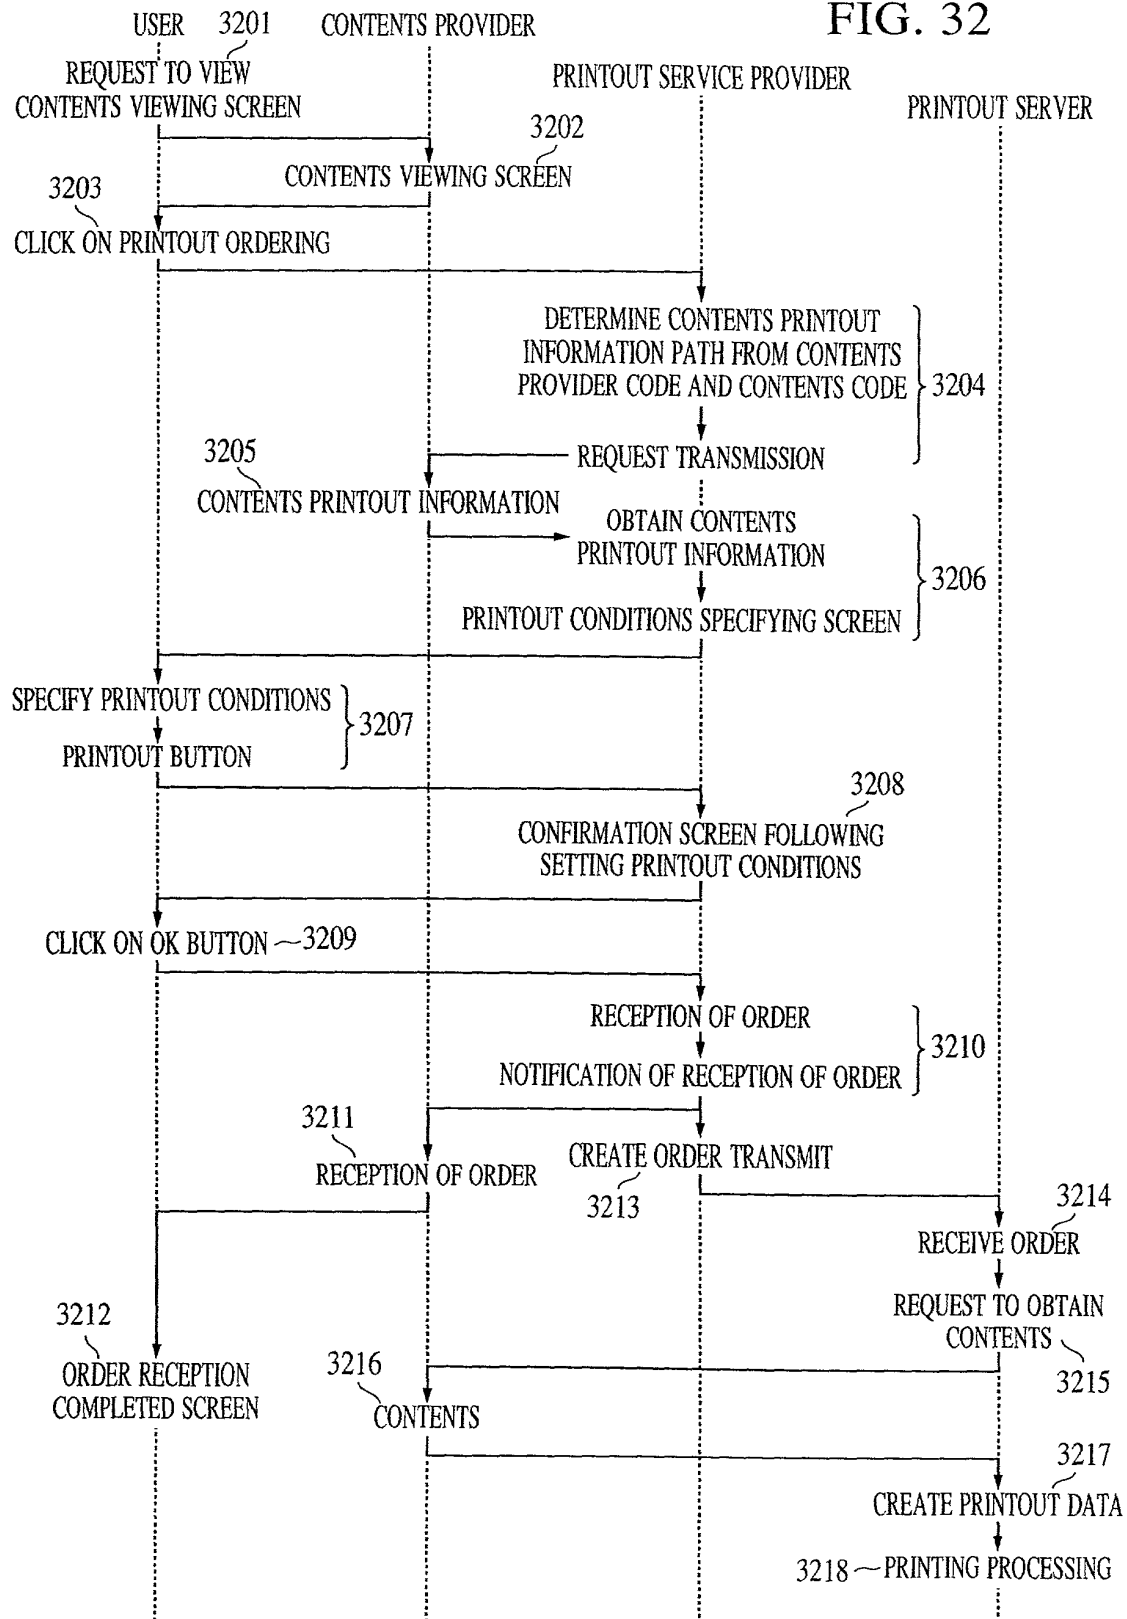 FIG. 32
USER
3201
CONTENTS PROVIDER
REQUEST TO VIEW
CONTENTS VIEWING SCREEN
PRINTOUT SERVICE PROVIDER
PRINTOUT SERVER
3202
CONTENTS VIEWING SCREEN
3203
CLICK ON PRINTOUT ORDERING
DETERMINE CONTENTS PRINTOUT
INFORMATION PATH FROM CONTENTS
PROVIDER CODE AND CONTENTS CODE
3204
REQUEST TRANSMISSION
3205
CONTENTS PRINTOUT INFORMATION
OBTAIN CONTENTS
PRINTOUT INFORMATION
3206
PRINTOUT CONDITIONS SPECIFYING SCREEN
SPECIFY PRINTOUT CONDITIONS
3207
PRINTOUT BUTTON
3208
CONFIRMATION SCREEN FOLLOWING
SETTING PRINTOUT CONDITIONS
CLICK ON OK BUTTON
3209
RECEPTION OF ORDER
3210
NOTIFICATION OF RECEPTION OF ORDER
3211
RECEPTION OF ORDER
CREATE ORDER TRANSMIT
3213
3214
RECEIVE ORDER
REQUEST TO OBTAIN
CONTENTS
3215
3212
ORDER RECEPTION
COMPLETED SCREEN
3216
CONTENTS
3217
CREATE PRINTOUT DATA
3218
PRINTING PROCESSING